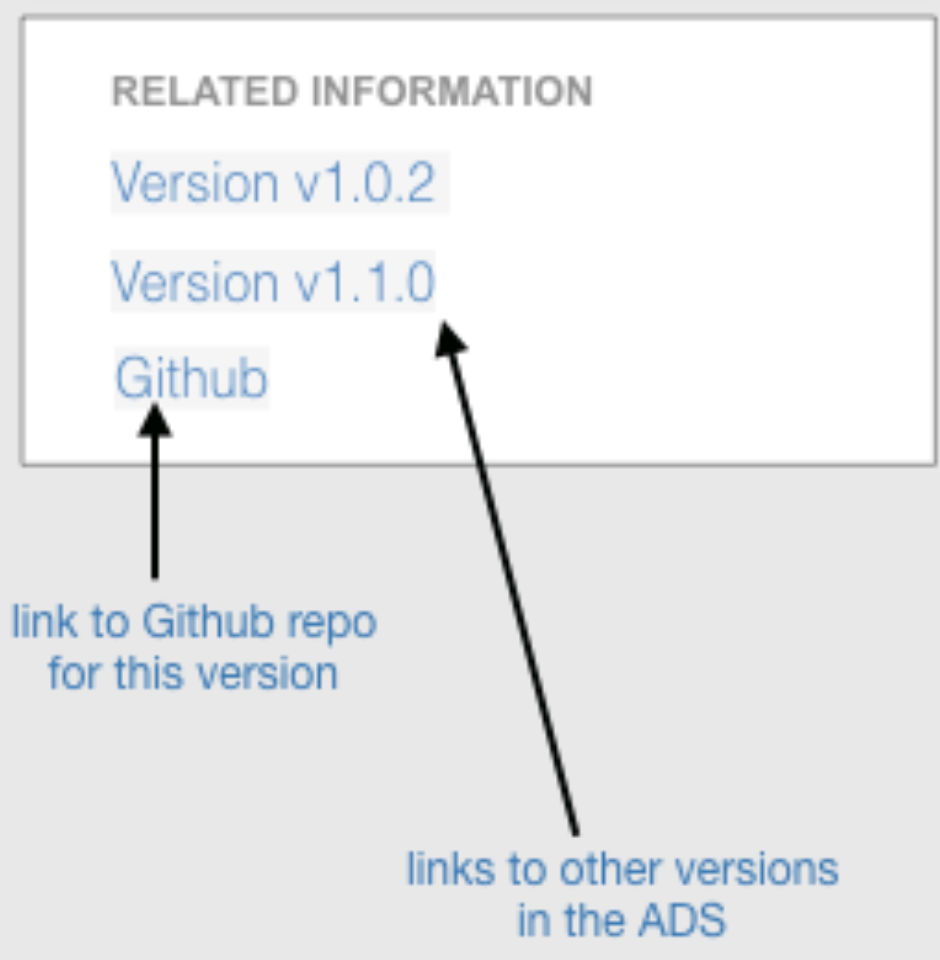 RELATED INFORMATION
Version v1.0.2
Version v1.1.0
Github
link to Github repo
for this version
links to other versions
in the ADS